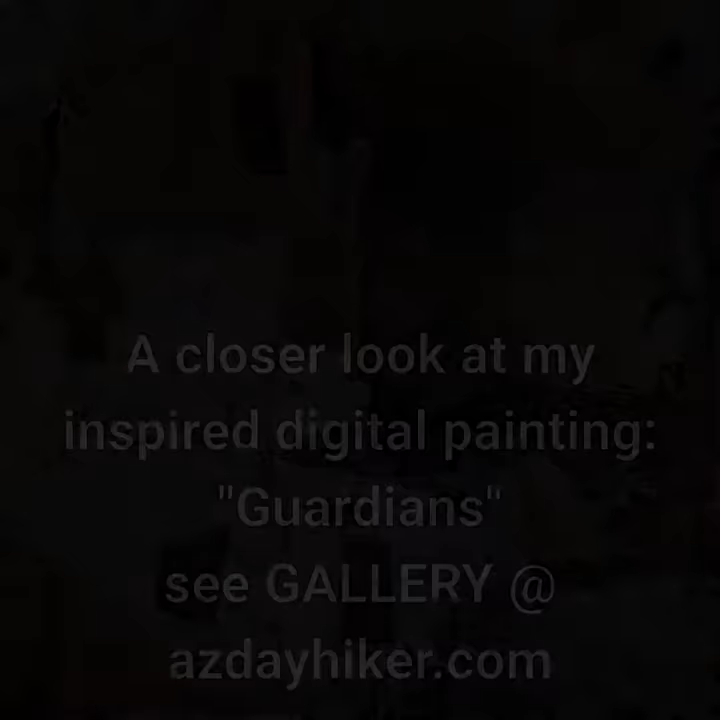 A closer look at my
inspired digital painting:
"Guardians"
see GALLERY @
azdayhiker.com